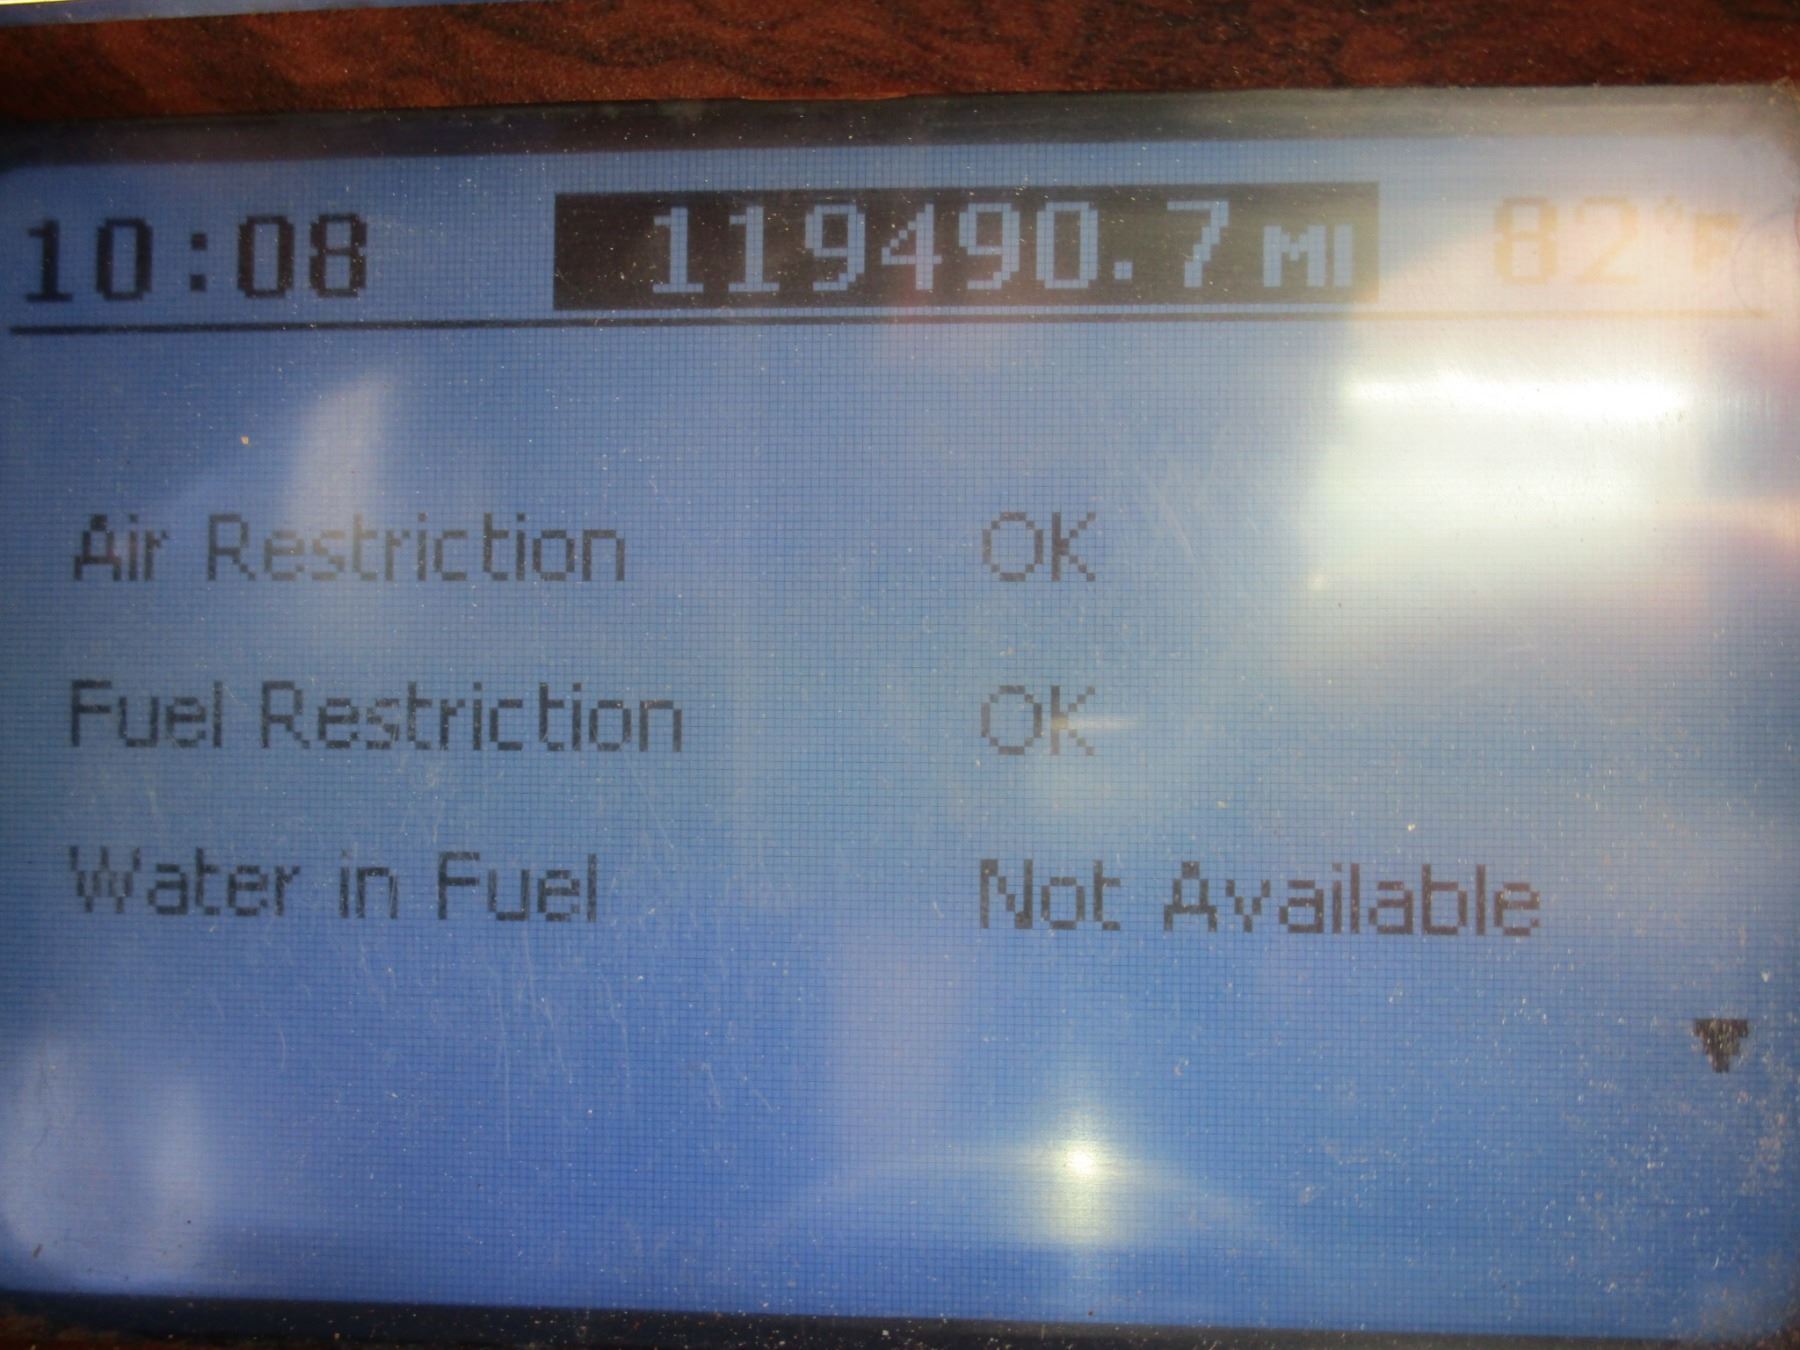 10:08 119490.7 MI 82°F
Air Restriction OK
Fuel Restriction OK
Water in Fuel Not Available